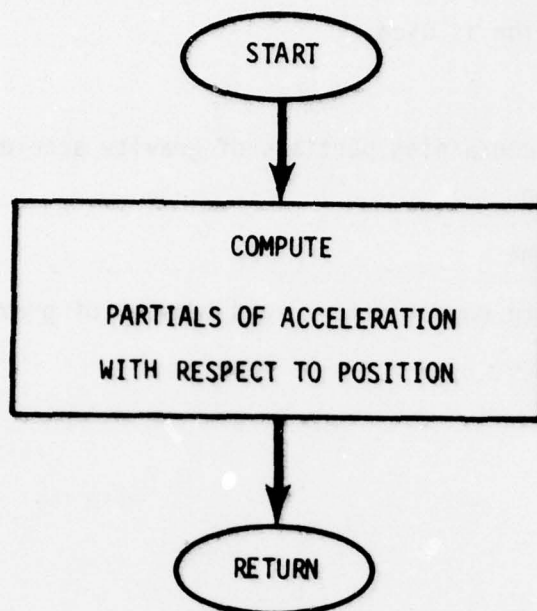 START
COMPUTE
PARTIALS OF ACCELERATION
WITH RESPECT TO POSITION
RETURN